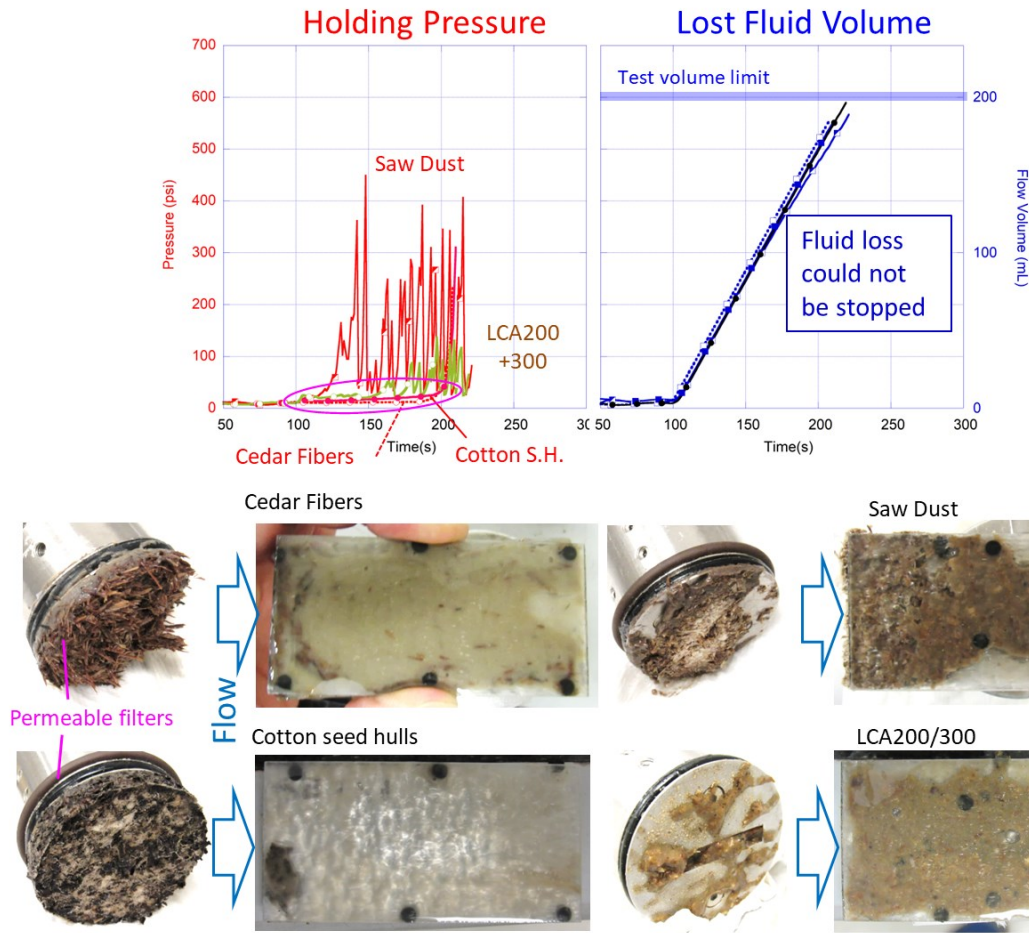 Holding Pressure
Lost Fluid Volume
700
600
500
400
300
200
100
0
Pressure (psi)
50
100
150
200
250
300
Time(s)
Saw Dust
LCA200
+300
Cedar Fibers
Cotton S.H.
Test volume limit
200
100
0
Flow Volume (mL)
50
100
150
200
250
300
Time(s)
Fluid loss
could not
be stopped
Cedar Fibers
Saw Dust
Permeable filters
Flow
Cotton seed hulls
LCA200/300